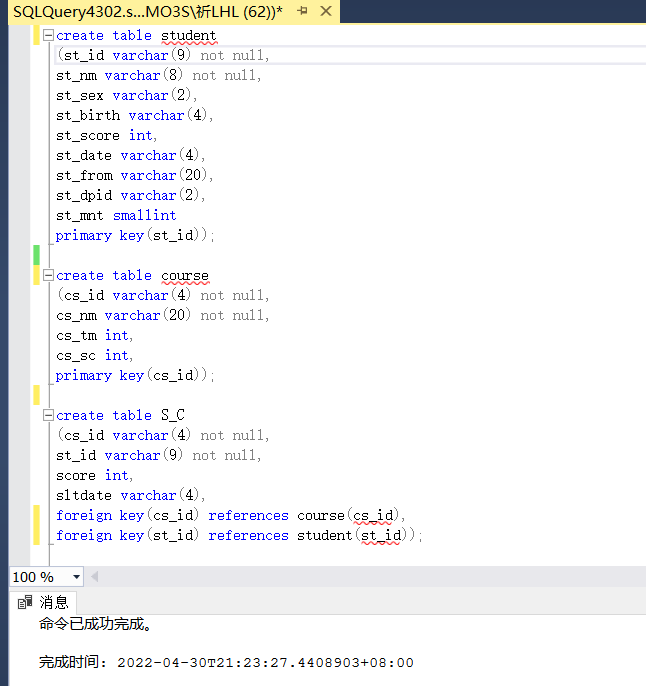 SQLQuery4302.s...MO3S\祈LHL (62))*
create table student
(st_id varchar(9) not null,
st_nm varchar(8) not null,
st_sex varchar(2),
st_birth varchar(4),
st_score int,
st_date varchar(4),
st_from varchar(20),
st_dpid varchar(2),
st_mnt smallint
primary key(st_id));
create table course
(cs_id varchar(4) not null,
cs_nm varchar(20) not null,
cs_tm int,
cs_sc int,
primary key(cs_id));
create table S_C
(cs_id varchar(4) not null,
st_id varchar(9) not null,
score int,
sltdate varchar(4),
foreign key(cs_id) references course(cs_id),
foreign key(st_id) references student(st_id));
100 %
消息
命令已成功完成。
完成时间: 2022-04-30T21:23:27.4408903+08:00